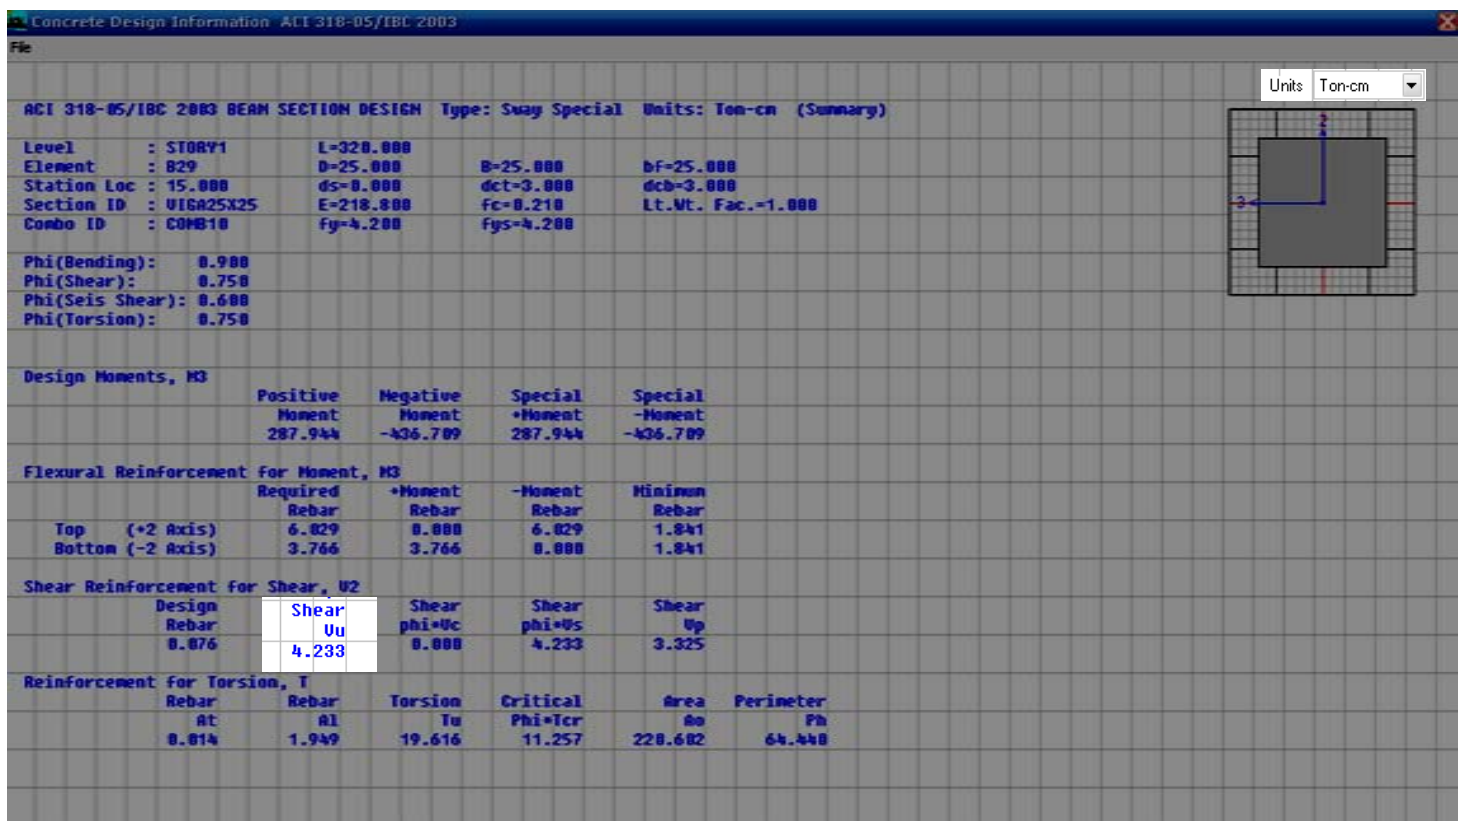 Concrete Design Information ACI 318-05/IBC 2003
File
Units Ton-cm
ACI 318-05/IBC 2003 BEAM SECTION DESIGN Type: Sway Special Units: Ton-cm (Summary)
Level : STORY1 L=320.000
Element : B29 D=25.000 B=25.000 bf=25.000
Station Loc : 15.000 ds=0.000 dct=3.000 dcb=3.000
Section ID : VIGA25X25 E=218.800 fc=0.210 Lt.Wt. Fac.=1.000
Combo ID : COMB10 fy=4.200 fys=4.200
Phi(Bending): 0.900
Phi(Shear): 0.750
Phi(Seis Shear): 0.600
Phi(Torsion): 0.750
Design Moments, M3
Positive Negative Special Special
Moment Moment +Moment -Moment
287.944 -436.709 287.944 -436.709
Flexural Reinforcement for Moment, M3
Required +Moment -Moment Minimum
Rebar Rebar Rebar Rebar
Top (+2 Axis) 6.029 0.000 6.029 1.841
Bottom (-2 Axis) 3.766 3.766 0.000 1.841
Shear Reinforcement for Shear, V2
Design Shear Shear Shear Shear
Rebar Vu phi*Vc phi*Vs Vp
0.076 4.233 0.000 4.233 3.325
Reinforcement for Torsion, T
Rebar Rebar Torsion Critical Area Perimeter
At Al Tu Phi*Tcr Ao Ph
0.014 1.949 19.616 11.257 220.602 64.440
2
3